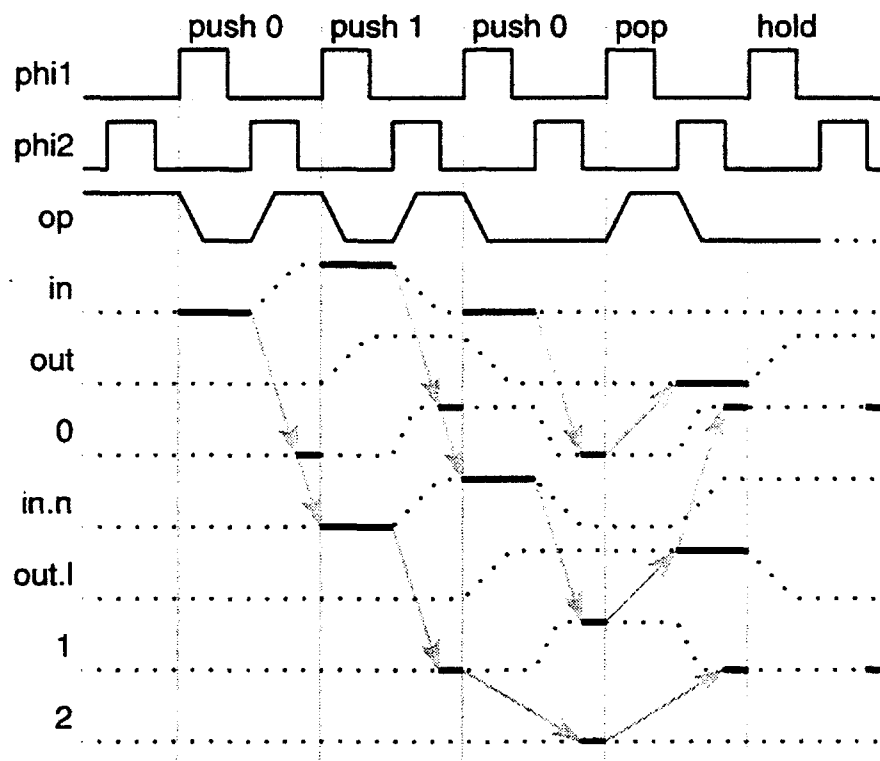 push 0 push 1 push 0 pop hold
phi1
phi2
op
in
out
0
in.n
out.l
1
2